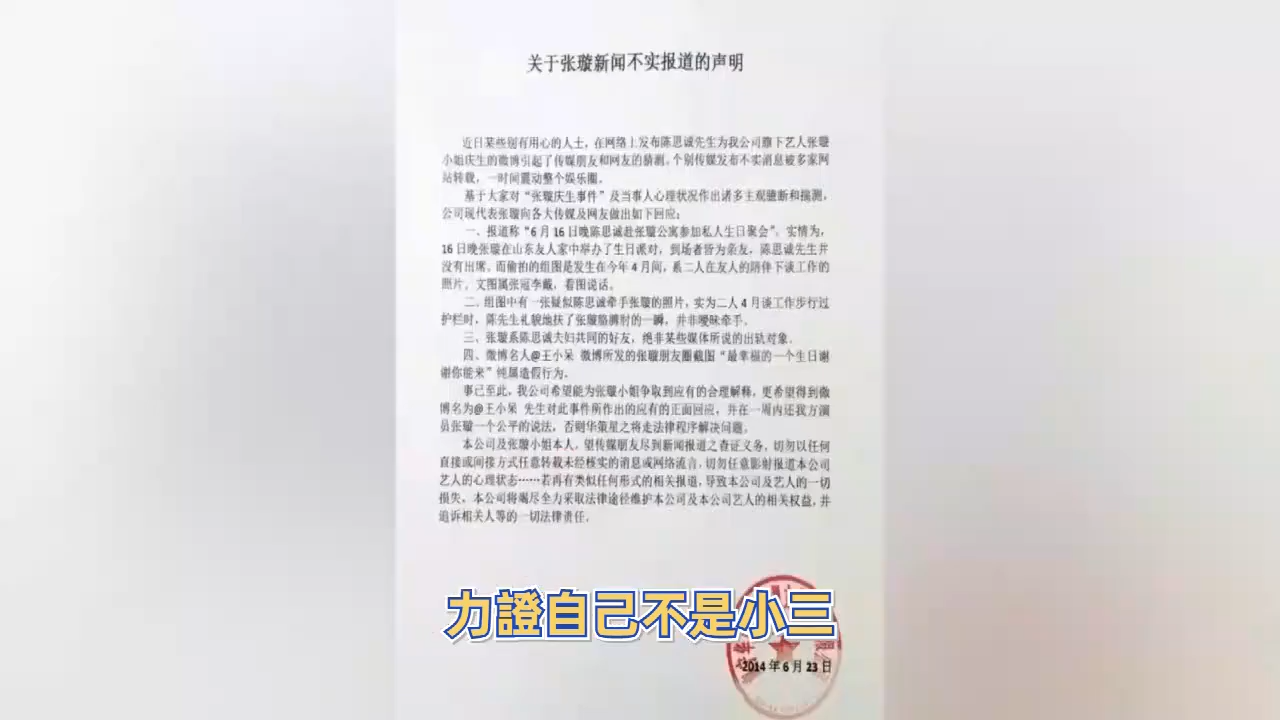 关于张璇新闻不实报道的声明
近日某些别有用心的人士，在网络上发布陈思诚先生为我公司旗下艺人张璇
小姐庆生的微博引起了传媒朋友和网友的猜测。个别传媒发布不实消息被多家网
站转载，一时间震动整个娱乐圈。
基于大家对“张璇庆生事件”及当事人心理状况作出诸多主观臆断和揣测，
公司现代表张璇向各大传媒及网友做出如下回应：
一、报道称“6月16日晚陈思诚赴张璇公寓参加私人生日聚会”。实情为，
16日晚张璇在山东友人家中举办了生日派对，到场者皆为亲友，陈思诚先生并
没有出席。而偷拍的组图是发生在今年4月间，系二人在友人的陪伴下谈工作的
照片。文图属张冠李戴，看图说话。
二、组图中有一张疑似陈思诚牵手张璇的照片，实为二人4月谈工作步行过
护栏时，陈先生礼貌地扶了张璇胳膊肘的一瞬，并非暧昧牵手。
三、张璇系陈思诚夫妇共同的好友，绝非某些媒体所说的出轨对象。
四、微博名人@王小呆 微博所发的张璇朋友圈截图“最幸福的一个生日谢
谢你能来”纯属造假行为。
事已至此，我公司希望能为张璇小姐争取到应有的合理解释，更希望得到微
博名为@王小呆 先生对此事件所作出的应有的正面回应，并在一周内还我方演
员张璇一个公平的说法，否则华策星之将走法律程序解决问题。
本公司及张璇小姐本人，望传媒朋友尽到新闻报道之查证义务，切勿以任何
直接或间接方式任意转载未经核实的消息或网络流言，切勿任意影射报道本公司
艺人的心理状态……若再有类似任何形式的相关报道，导致本公司及艺人的一切
损失。本公司将竭尽全力采取法律途径维护本公司及本公司艺人的相关权益，并
追诉相关人等的一切法律责任。
力證自己不是小三
2014年6月23日